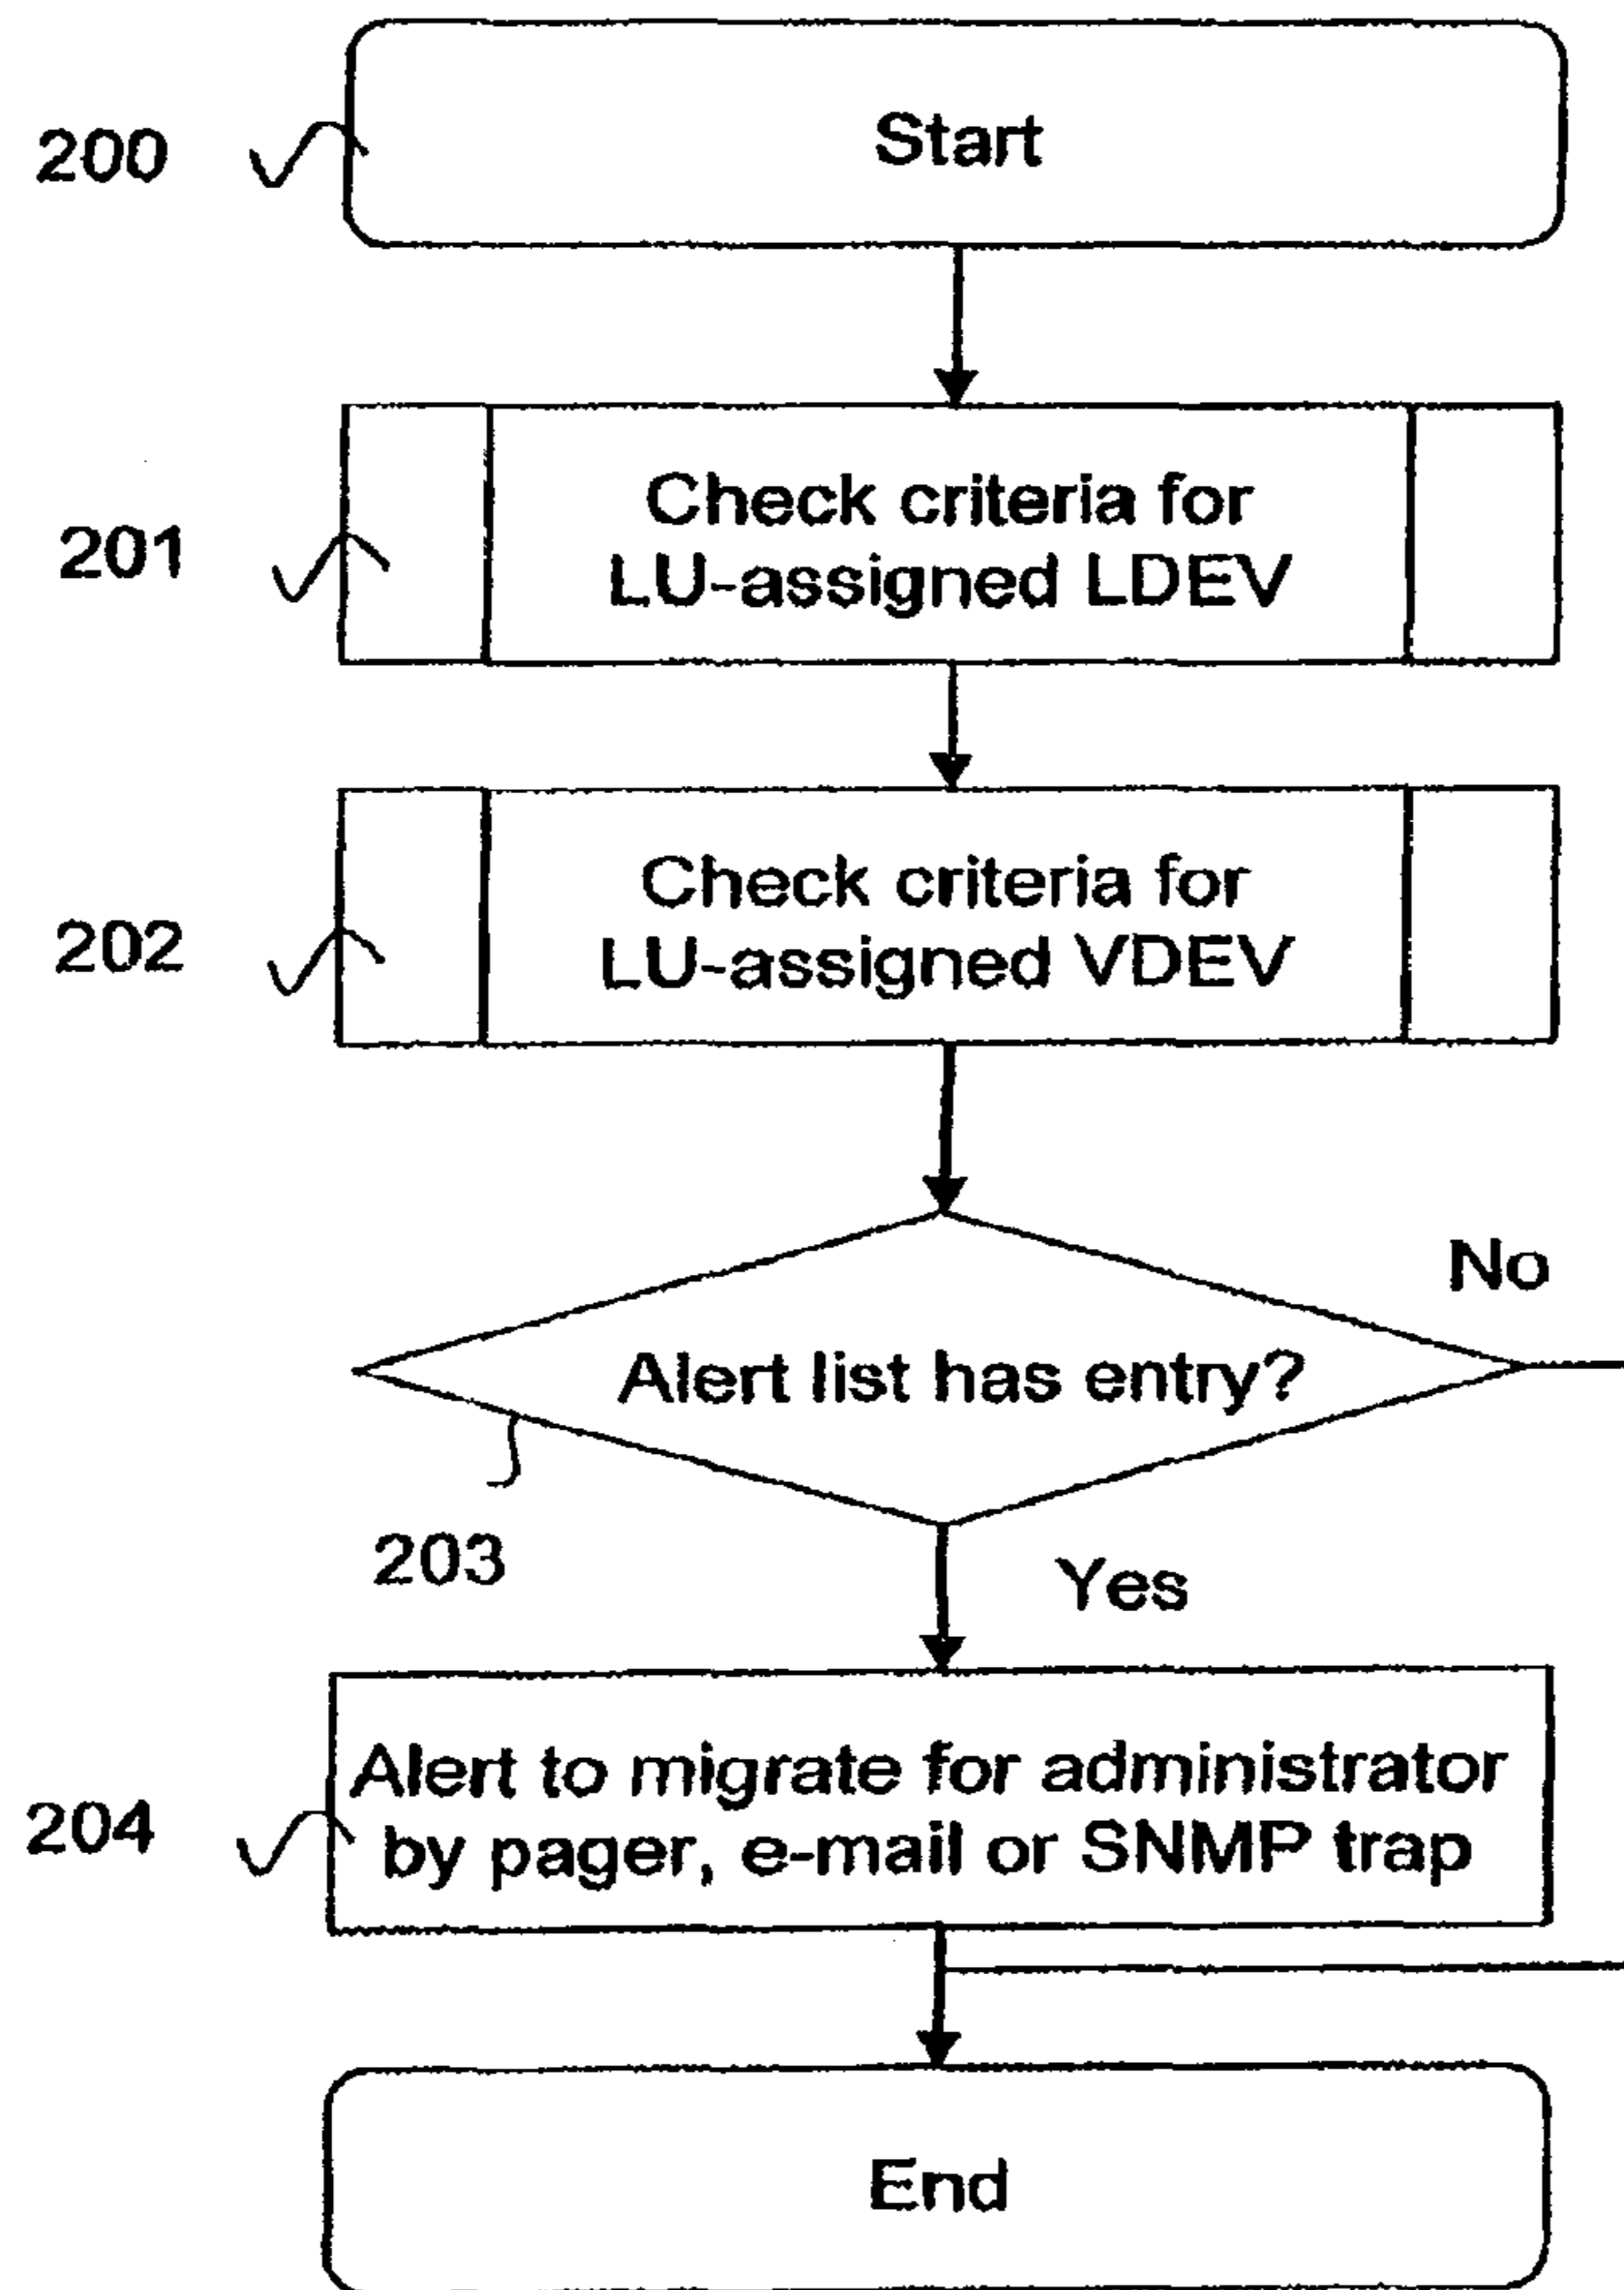 200
Start
201
Check criteria for
LU-assigned LDEV
202
Check criteria for
LU-assigned VDEV
No
Alert list has entry?
203
Yes
204
Alert to migrate for administrator
by pager, e-mail or SNMP trap
End